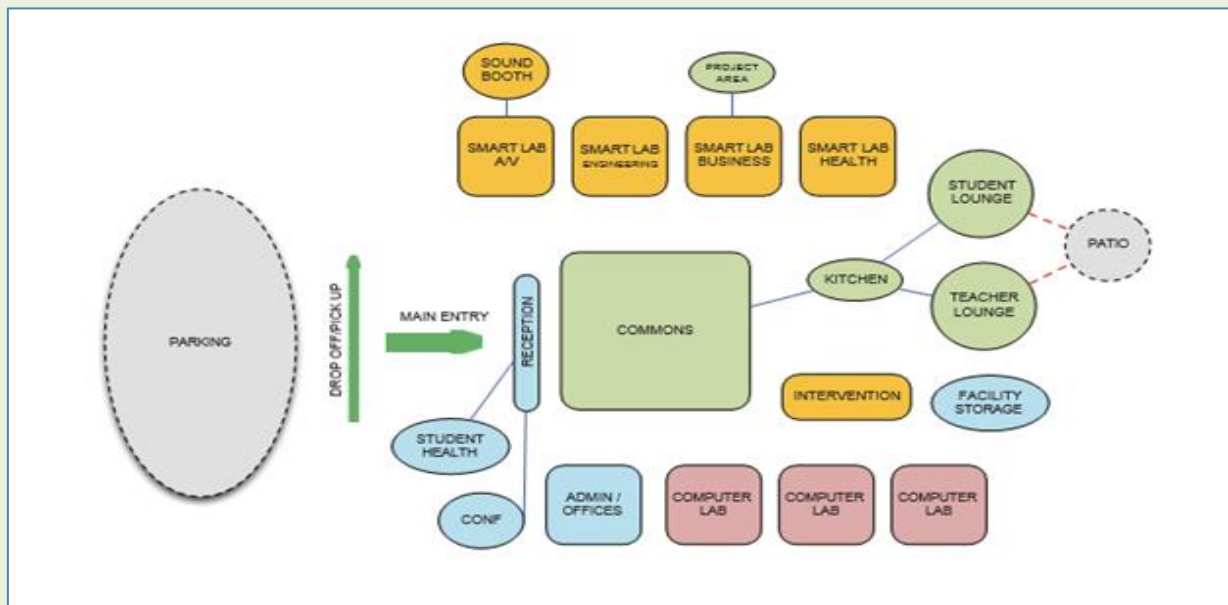 SOUND
BOOTH
PROJECT
AREA
SMART LAB
A/V
SMART LAB
ENGINEERING
SMART LAB
BUSINESS
SMART LAB
HEALTH
STUDENT
LOUNGE
PATIO
KITCHEN
TEACHER
LOUNGE
PARKING
DROP OFF/PICK UP
MAIN ENTRY
RECEPTION
COMMONS
INTERVENTION
FACILITY
STORAGE
STUDENT
HEALTH
CONF
ADMIN /
OFFICES
COMPUTER
LAB
COMPUTER
LAB
COMPUTER
LAB